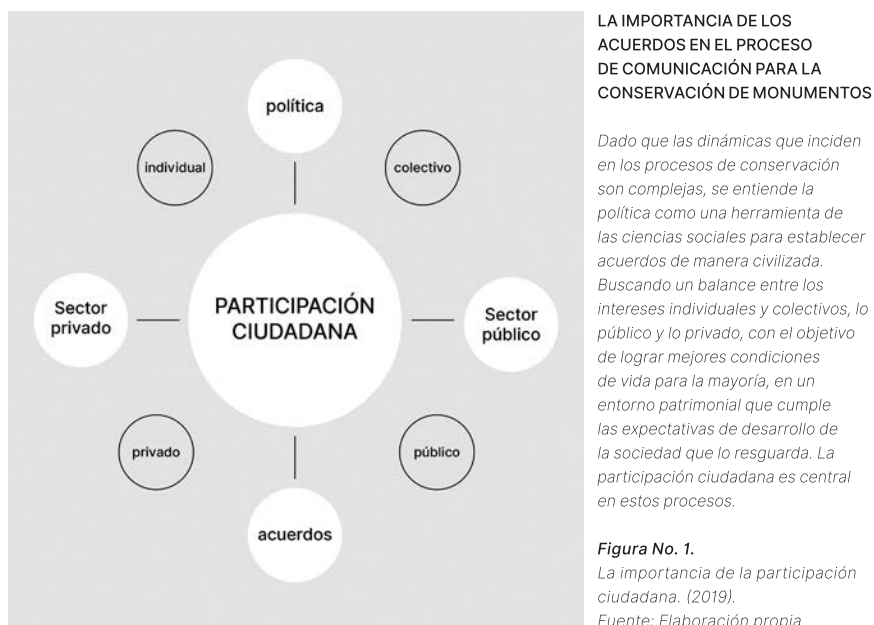 política
individual
colectivo
Sector
privado
PARTICIPACIÓN
CIUDADANA
Sector
público
privado
público
acuerdos
LA IMPORTANCIA DE LOS
ACUERDOS EN EL PROCESO
DE COMUNICACIÓN PARA LA
CONSERVACIÓN DE MONUMENTOS
Dado que las dinámicas que inciden
en los procesos de conservación
son complejas, se entiende la
política como una herramienta de
las ciencias sociales para establecer
acuerdos de manera civilizada.
Buscando un balance entre los
intereses individuales y colectivos, lo
público y lo privado, con el objetivo
de lograr mejores condiciones
de vida para la mayoría, en un
entorno patrimonial que cumple
las expectativas de desarrollo de
la sociedad que lo resguarda. La
participación ciudadana es central
en estos procesos.
Figura No. 1.
La importancia de la participación
ciudadana. (2019).
Fuente: Elaboración propia